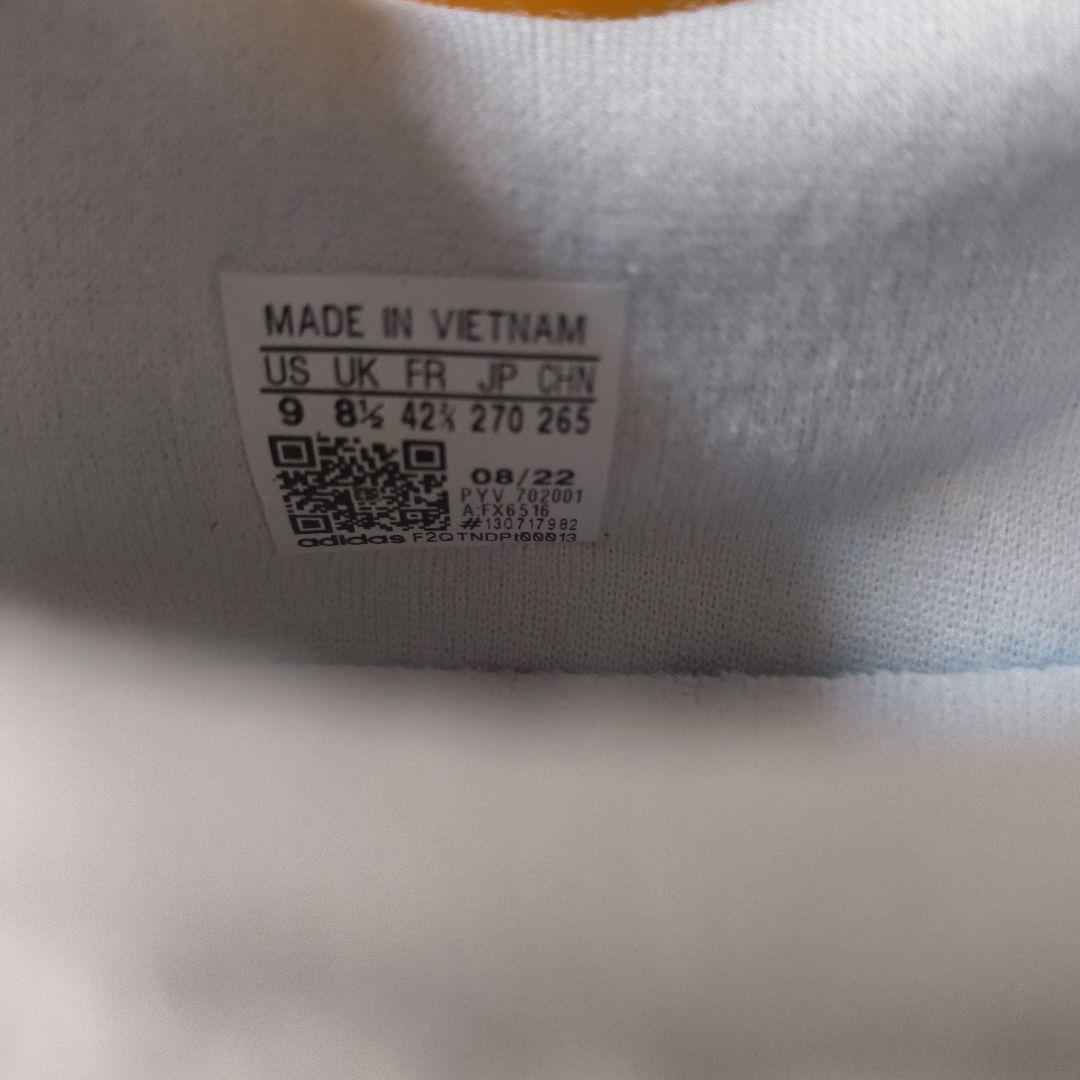 MADE IN VIETNAM
US UK FR JP CHN
9 8½ 42⅔ 270 265
08/22
PYV 702001
A:FX6516
#130717982
adidas F2QTNDPt00013